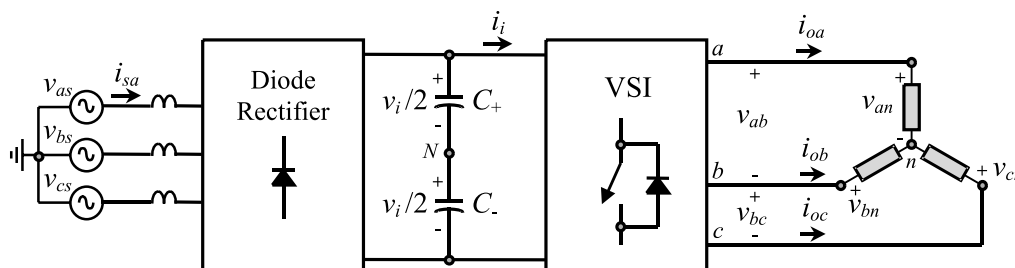 v_as
i_sa
v_bs
v_cs
Diode
Rectifier
i_i
+
v_i/2
C_+
-
N
+
v_i/2
C_-
-
VSI
a
i_oa
+
v_ab
b
-
i_ob
+
v_bc
i_oc
c
-
+
v_an
-
n
+
v_bn
+